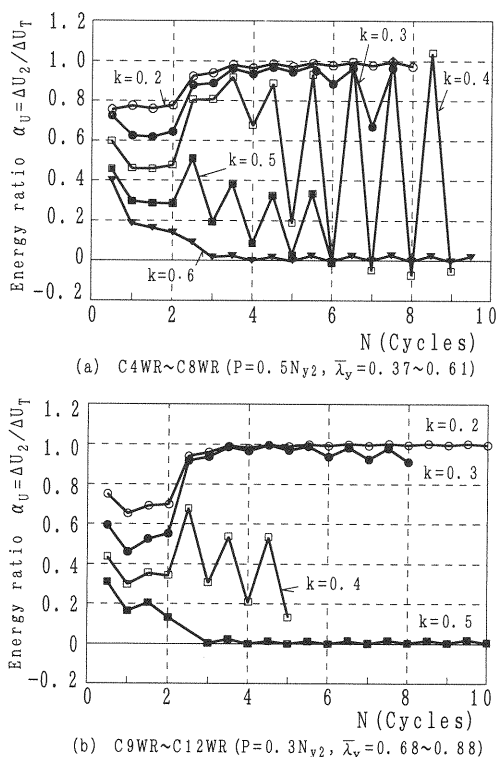 1.2
1.0
0.8
0.6
0.4
0.2
0
-0.2
Energy ratio αU=ΔU2/ΔUT
k=0.2
k=0.3
k=0.4
k=0.5
k=0.6
0 2 4 6 8 10
N(Cycles)
(a) C4WR~C8WR(P=0.5Ny2, λ̄y=0.37~0.61)
1.2
1.0
0.8
0.6
0.4
0.2
0
-0.2
Energy ratio αU=ΔU2/ΔUT
k=0.2
k=0.3
k=0.4
k=0.5
0 2 4 6 8 10
N(Cycles)
(b) C9WR~C12WR(P=0.3Ny2, λ̄y=0.68~0.88)